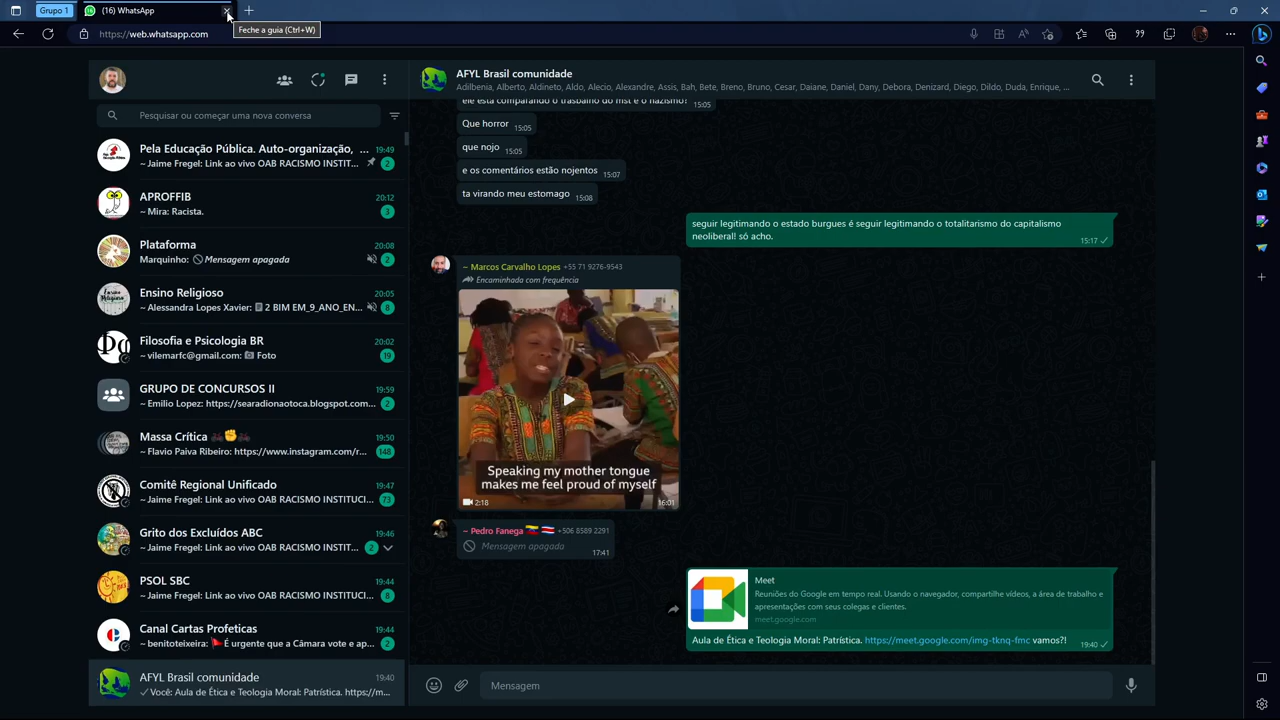 Grupo 1
(16) WhatsApp
Feche a guia (Ctrl+W)
https://web.whatsapp.com
Pesquisar ou começar uma nova conversa
Pela Educação Pública. Auto-organização, ...
19:49
~ Jaime Fregel: Link ao vivo OAB RACISMO INSTIT...
2
APROFFIB
20:12
~ Mira: Racista.
3
Plataforma
20:08
Marquinho: Mensagem apagada
2
Ensino Religioso
20:05
~ Alessandra Lopes Xavier: 2 BIM EM_9_ANO_EN...
8
Filosofia e Psicologia BR
20:02
~ vilemarfc@gmail.com: Foto
19
GRUPO DE CONCURSOS II
19:59
~ Emilio Lopez: https://searadionaotoca.blogspot.com...
2
Massa Crítica
19:50
~ Flavio Paiva Ribeiro: https://www.instagram.com/r...
148
Comitê Regional Unificado
19:47
~ Jaime Fregel: Link ao vivo OAB RACISMO INSTITUCI...
73
Grito dos Excluídos ABC
19:46
~ Jaime Fregel: Link ao vivo OAB RACISMO INSTIT...
2
PSOL SBC
19:44
~ Jaime Fregel: Link ao vivo OAB RACISMO INSTITUCI...
8
Canal Cartas Profeticas
19:44
~ benitoteixeira: É urgente que a Câmara vote e ap...
2
AFYL Brasil comunidade
19:40
Você: Aula de Ética e Teologia Moral: Patrística. https://m...
AFYL Brasil comunidade
Adilbenia, Alberto, Aldineto, Aldo, Alecio, Alexandre, Assis, Bah, Bete, Breno, Bruno, Cesar, Daiane, Daniel, Dany, Debora, Denizard, Diego, Dildo, Duda, Enrique, ...
ele está comparando o trasbalho do mst e o nazismo?
15:05
Que horror 15:05
que nojo 15:05
e os comentários estão nojentos 15:07
ta virando meu estomago 15:08
seguir legitimando o estado burgues é seguir legitimando o totalitarismo do capitalismo
neoliberal! só acho.
15:17
~ Marcos Carvalho Lopes +55 71 9276-9543
Encaminhada com frequência
Speaking my mother tongue
makes me feel proud of myself
2:18
16:01
~ Pedro Fanega +506 8589 2291
Mensagem apagada
17:41
Meet
Reuniões do Google em tempo real. Usando o navegador, compartilhe vídeos, a área de trabalho e
apresentações com seus colegas e clientes.
meet.google.com
Aula de Ética e Teologia Moral: Patrística. https://meet.google.com/img-tknq-fmc vamos?!
19:40
Mensagem